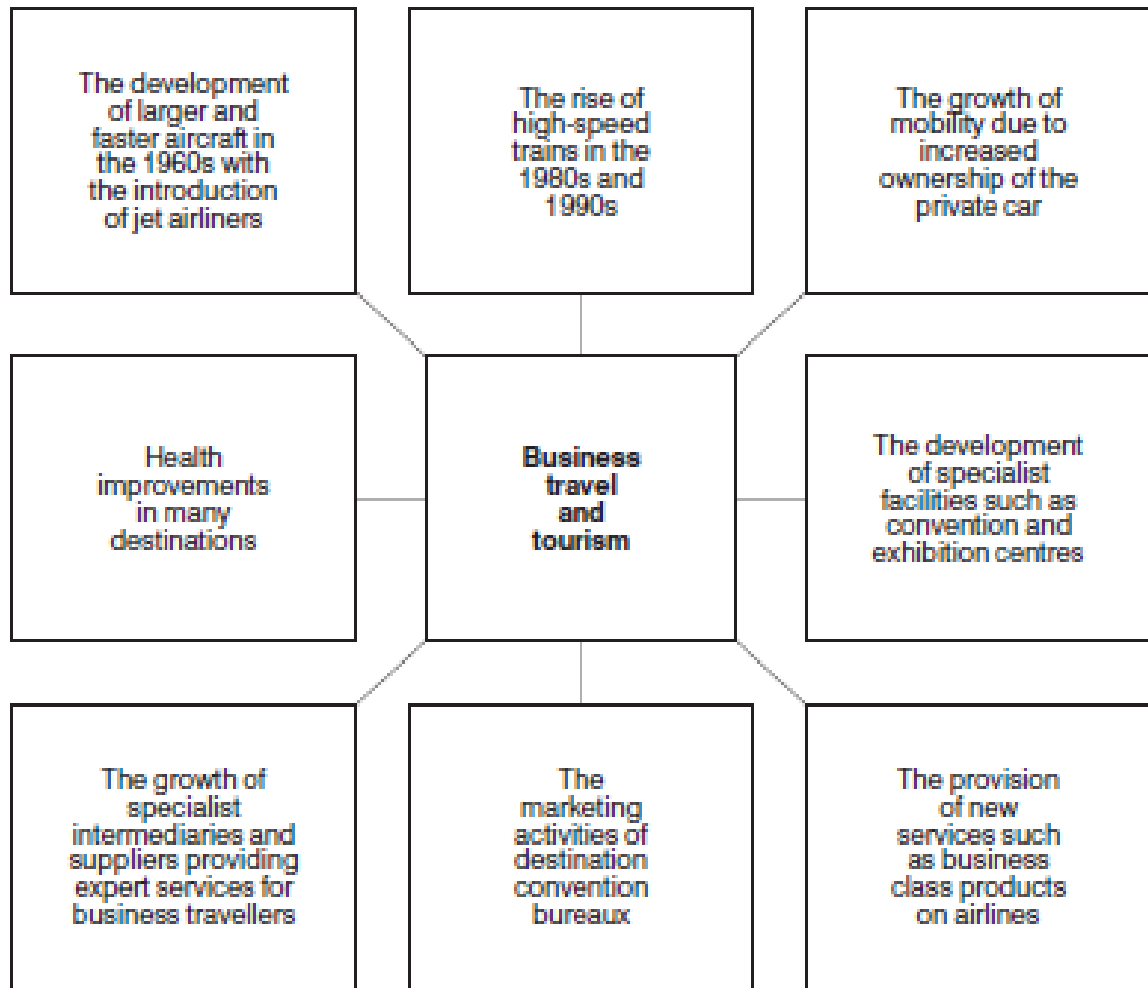 The development
of larger and
faster aircraft in
the 1960s with
the introduction
of jet airliners
The rise of
high-speed
trains in the
1980s and
1990s
The growth of
mobility due to
increased
ownership of the
private car
Health
improvements
in many
destinations
Business
travel
and
tourism
The development
of specialist
facilities such as
convention and
exhibition centres
The growth of
specialist
intermediaries and
suppliers providing
expert services for
business travellers
The
marketing
activities of
destination
convention
bureaux
The provision
of new
services such
as business
class products
on airlines